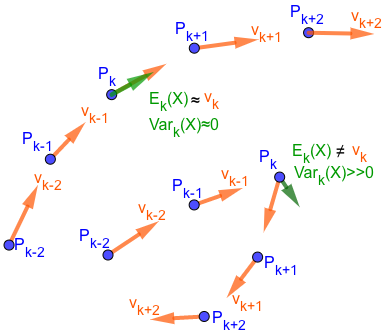 P_{k+2}
v_{k+2}
P_{k+1}
v_{k+1}
P_k
E_k(X) ≈ v_k
Var_k(X)≈0
v_{k-1}
P_{k-1}
v_{k-2}
P_{k-2}
P_k
E_k(X) ≠ v_k
Var_k(X)>>0
v_{k-1}
P_{k-1}
v_{k-2}
P_{k-2}
P_{k+1}
v_{k+1}
v_{k+2}
P_{k+2}